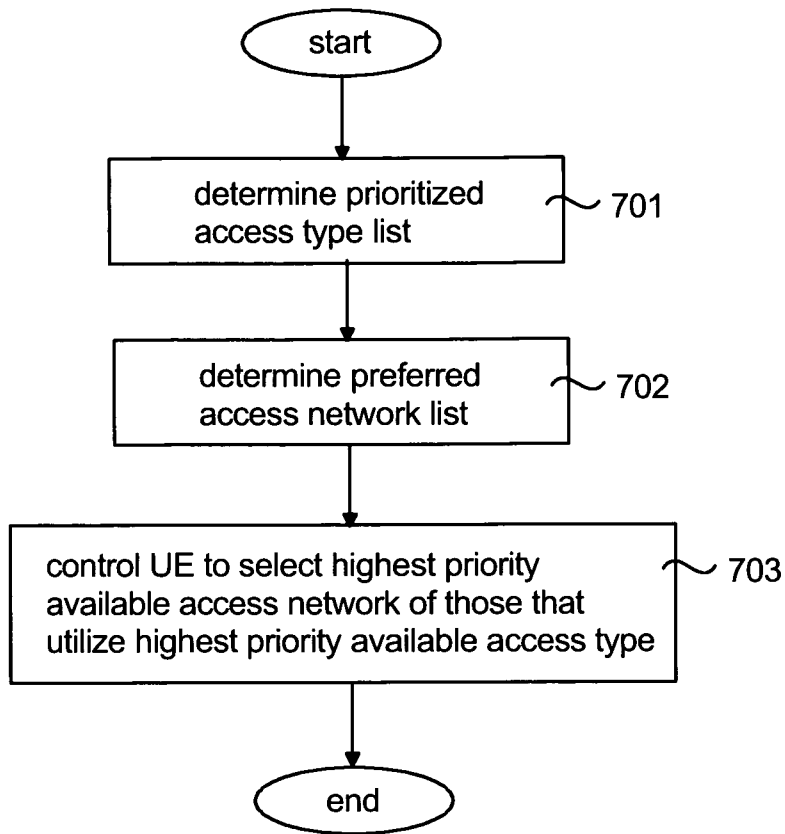 start
determine prioritized
access type list
701
determine preferred
access network list
702
control UE to select highest priority
available access network of those that
utilize highest priority available access type
703
end